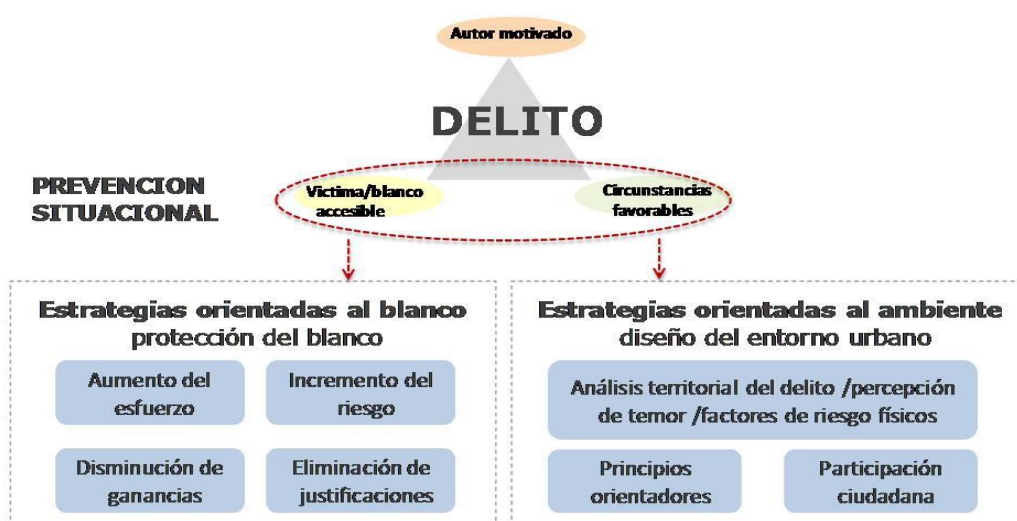 Autor motivado
DELITO
PREVENCION
SITUACIONAL
Victima/blanco
accesible
Circunstancias
favorables
Estrategias orientadas al blanco
protección del blanco
Aumento del
esfuerzo
Incremento del
riesgo
Disminución de
ganancias
Eliminación de
justificaciones
Estrategias orientadas al ambiente
diseño del entorno urbano
Análisis territorial del delito /percepción
de temor /factores de riesgo físicos
Principios
orientadores
Participación
ciudadana